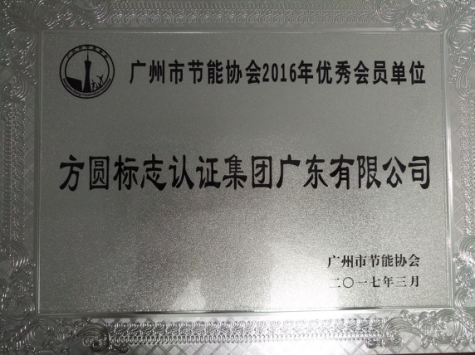 广州市节能协会2016年优秀会员单位
方圆标志认证集团广东有限公司
广州市节能协会
二〇一七年三月